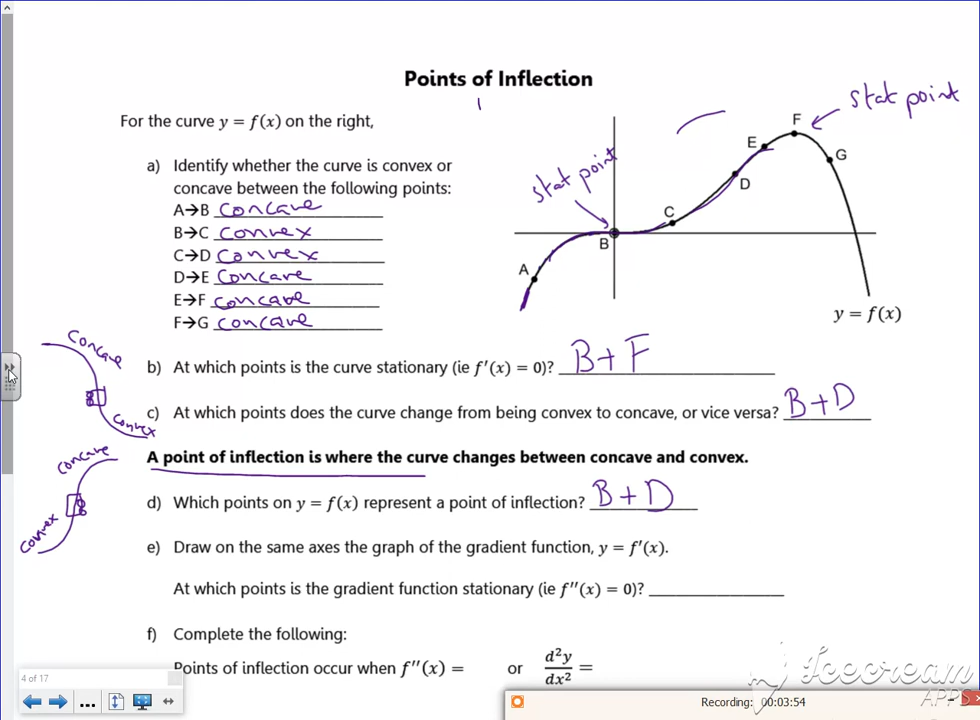 Points of Inflection
For the curve y = f(x) on the right,
a) Identify whether the curve is convex or
concave between the following points:
A→B Concave
B→C Convex
C→D Convex
D→E Concave
E→F Concave
F→G Concave
stat point
stat point
A
B
C
D
E
F
G
y = f(x)
Concave
convex
concave
convex
b) At which points is the curve stationary (ie f′(x) = 0)? B+F
c) At which points does the curve change from being convex to concave, or vice versa? B+D
A point of inflection is where the curve changes between concave and convex.
d) Which points on y = f(x) represent a point of inflection? B+D
e) Draw on the same axes the graph of the gradient function, y = f′(x).
At which points is the gradient function stationary (ie f′′(x) = 0)?
f) Complete the following:
Points of inflection occur when f′′(x) = or d²y/dx² =
4 of 17
...
Icecream
APPS
Recording: 00:03:54